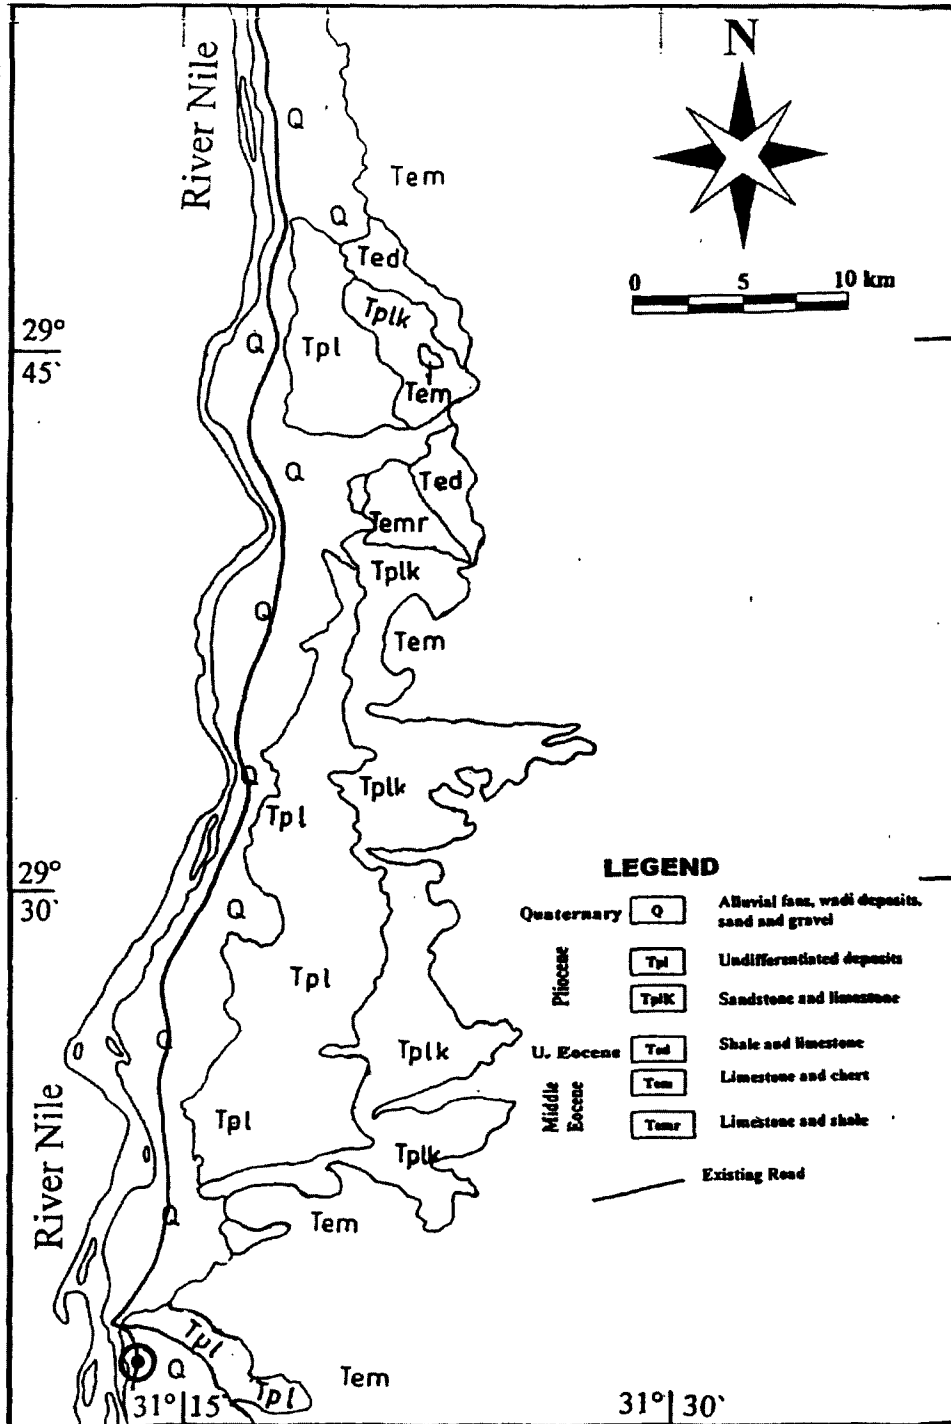 N
River Nile
Q
Tem
Q
Ted
0 5 10 km
Tplk
29°
45`
Q
Tpl
Tem
Q
Ted
Temr
Tplk
Q
Tem
Q
Tplk
Tpl
29°
30`
Q
Tpl
Q
Tplk
Tpl
Tplk
River Nile
Q
Tem
Tpl
Q
Tpl
Tem
31° 15`
31° 30`
LEGEND
Quaternary Q Alluvial fans, wadi deposits, sand and gravel
Pliocene
Tpl Undifferentiated deposits
TplK Sandstone and limestone
U. Eocene Ted Shale and limestone
Middle Eocene
Tem Limestone and chert
Temr Limestone and shale
Existing Road